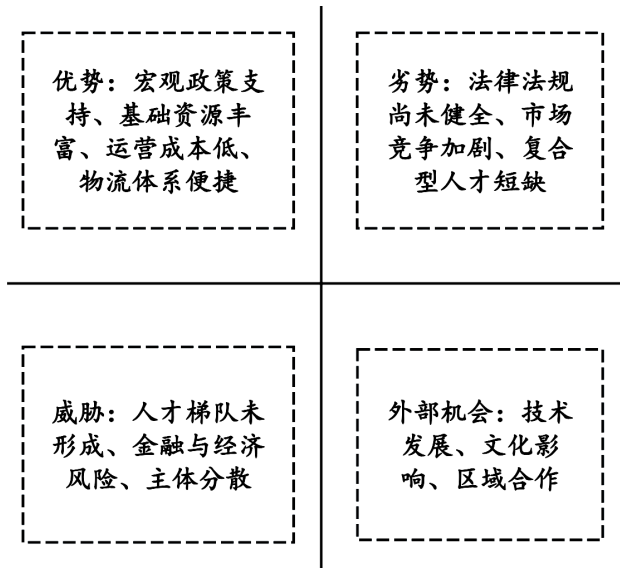 优势：宏观政策支
持、基础资源丰
富、运营成本低、
物流体系便捷
劣势：法律法规
尚未健全、市场
竞争加剧、复合
型人才短缺
威胁：人才梯队未
形成、金融与经济
风险、主体分散
外部机会：技术
发展、文化影
响、区域合作